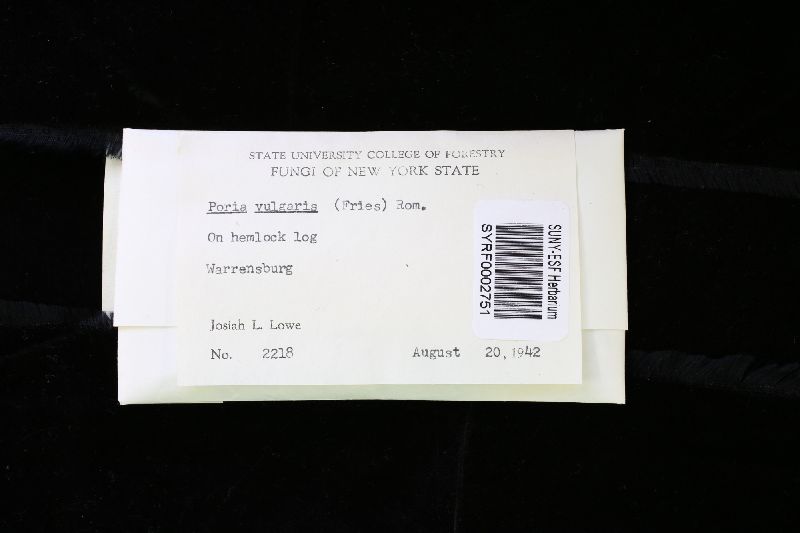 STATE UNIVERSITY COLLEGE OF FORESTRY
FUNGI OF NEW YORK STATE
Poria vulgaris (Fries) Rom.
On hemlock log
Warrensburg
Josiah L. Lowe
No. 2218 August 20, 1942
SUNY-ESF Herbarium
SYRF0002751